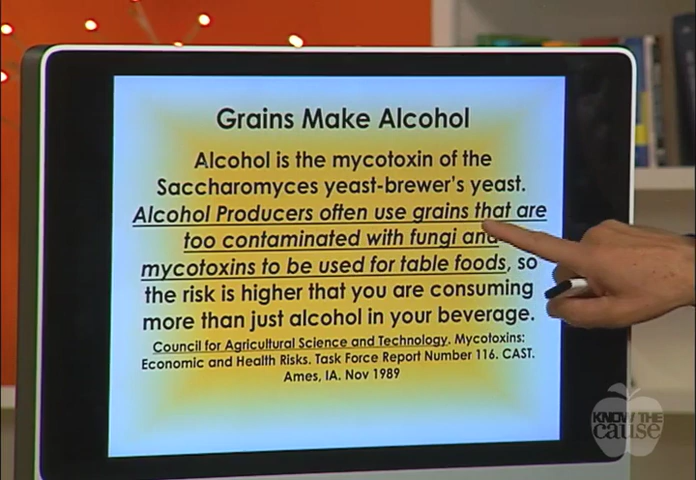 Grains Make Alcohol
Alcohol is the mycotoxin of the
Saccharomyces yeast-brewer's yeast.
Alcohol Producers often use grains that are
too contaminated with fungi and
mycotoxins to be used for table foods, so
the risk is higher that you are consuming
more than just alcohol in your beverage.
Council for Agricultural Science and Technology. Mycotoxins:
Economic and Health Risks. Task Force Report Number 116. CAST.
Ames, IA. Nov 1989
KNOW THE
cause